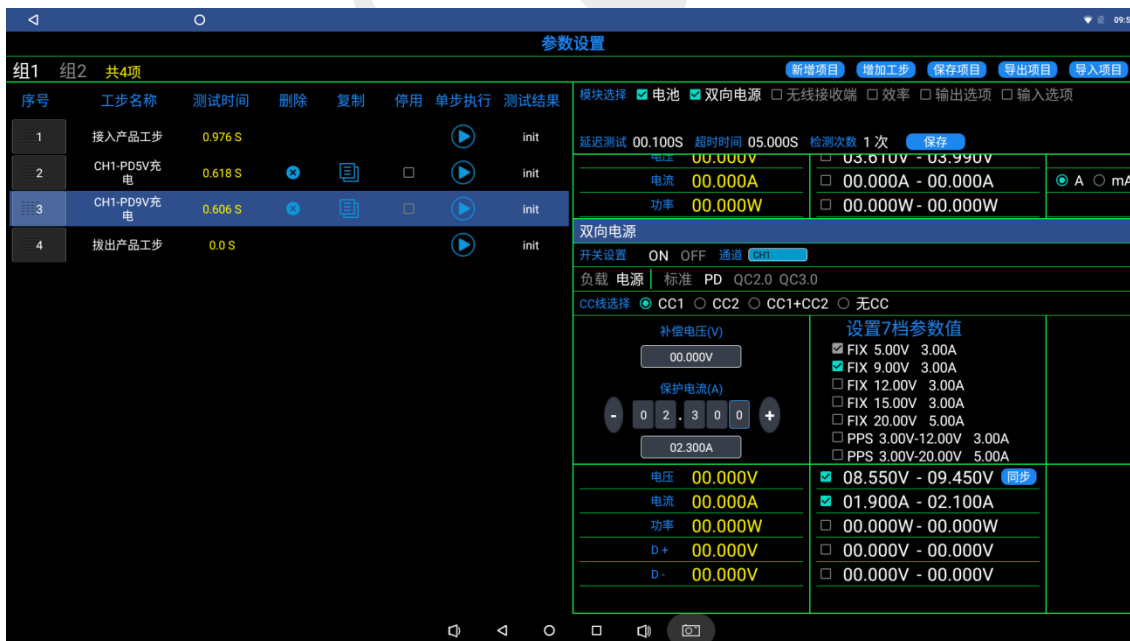 09:5
参数设置
组1 组2 共4项
新增项目 增加工步 保存项目 导出项目 导入项目
序号 工步名称 测试时间 删除 复制 停用 单步执行 测试结果
1 接入产品工步 0.976 S init
2 CH1-PD5V充电 0.618 S init
3 CH1-PD9V充电 0.606 S init
4 拔出产品工步 0.0 S init
模块选择 电池 双向电源 无线接收端 效率 输出选项 输入选项
延迟测试 00.100S 超时时间 05.000S 检测次数 1 次 保存
电压 00.000V 03.610V - 03.990V
电流 00.000A 00.000A - 00.000A A mA
功率 00.000W 00.000W - 00.000W
双向电源
开关设置 ON OFF 通道 CH1
负载 电源 标准 PD QC2.0 QC3.0
CC线选择 CC1 CC2 CC1+CC2 无CC
补偿电压(V)
00.000V
保护电流(A)
- 0 2 . 3 0 0 +
02.300A
设置7档参数值
FIX 5.00V 3.00A
FIX 9.00V 3.00A
FIX 12.00V 3.00A
FIX 15.00V 3.00A
FIX 20.00V 5.00A
PPS 3.00V-12.00V 3.00A
PPS 3.00V-20.00V 5.00A
电压 00.000V 08.550V - 09.450V 同步
电流 00.000A 01.900A - 02.100A
功率 00.000W 00.000W - 00.000W
D + 00.000V 00.000V - 00.000V
D - 00.000V 00.000V - 00.000V